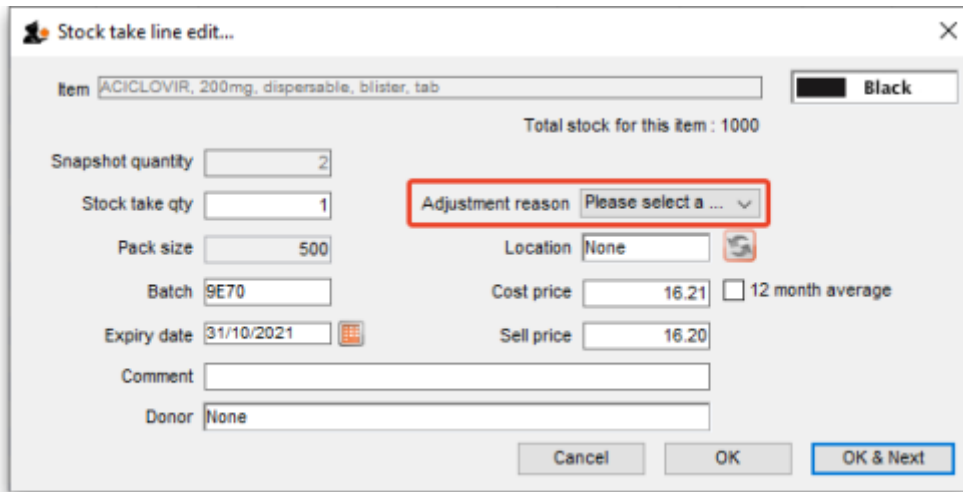 Stock take line edit...
Item ACICLOVIR, 200mg, dispersable, blister, tab Black
Total stock for this item : 1000
Snapshot quantity 2
Stock take qty 1 Adjustment reason Please select a ...
Pack size 500 Location None
Batch 9E70 Cost price 16.21 12 month average
Expiry date 31/10/2021 Sell price 16.20
Comment
Donor None
Cancel OK OK & Next